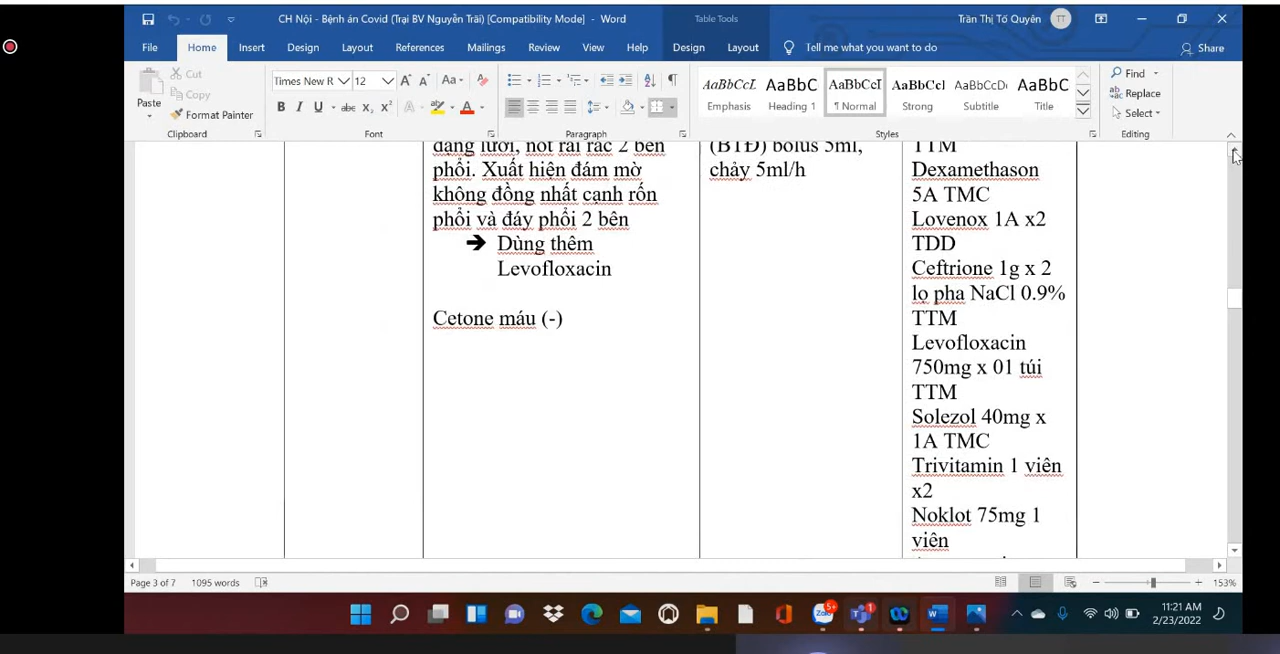 CH Nội - Bệnh án Covid (Trại BV Nguyễn Trãi) [Compatibility Mode] - Word
Table Tools
Trần Thị Tố Quyên
TT
File
Home
Insert
Design
Layout
References
Mailings
Review
View
Help
Design
Layout
Tell me what you want to do
Share
Paste
Cut
Copy
Format Painter
Clipboard
Times New R
12
Font
Paragraph
AaBbCcL
Emphasis
AaBbC
Heading 1
AaBbCcI
¶ Normal
AaBbCcl
Strong
AaBbCcD
Subtitle
AaBbC
Title
Styles
Find
Replace
Select
Editing
dạng lưới, nốt rải rác 2 bên
phổi. Xuất hiện đám mờ
không đồng nhất cạnh rốn
phổi và đáy phổi 2 bên
➔ Dùng thêm
Levofloxacin
Cetone máu (-)
(BTĐ) bolus 5ml,
chảy 5ml/h
TTM
Dexamethason
5A TMC
Lovenox 1A x2
TDD
Ceftrione 1g x 2
lọ pha NaCl 0.9%
TTM
Levofloxacin
750mg x 01 túi
TTM
Solezol 40mg x
1A TMC
Trivitamin 1 viên
x2
Noklot 75mg 1
viên
Page 3 of 7
1095 words
153%
5+
1
11:21 AM
2/23/2022